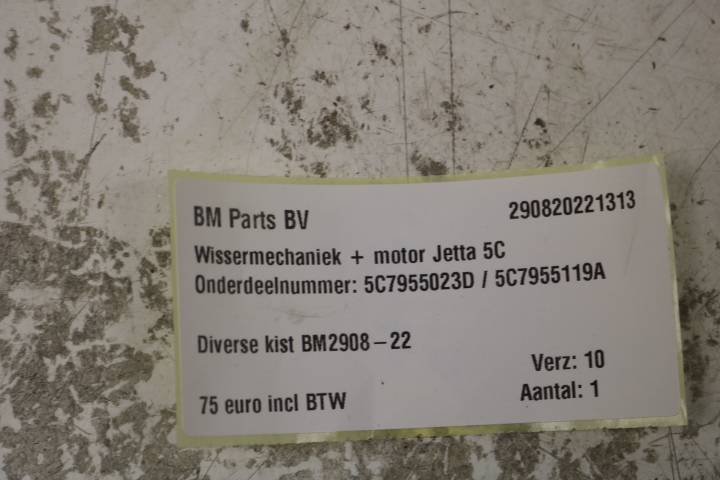 BM Parts BV 290820221313
Wissermechaniek + motor Jetta 5C
Onderdeelnummer: 5C7955023D / 5C7955119A
Diverse kist BM2908-22
Verz: 10
75 euro incl BTW Aantal: 1